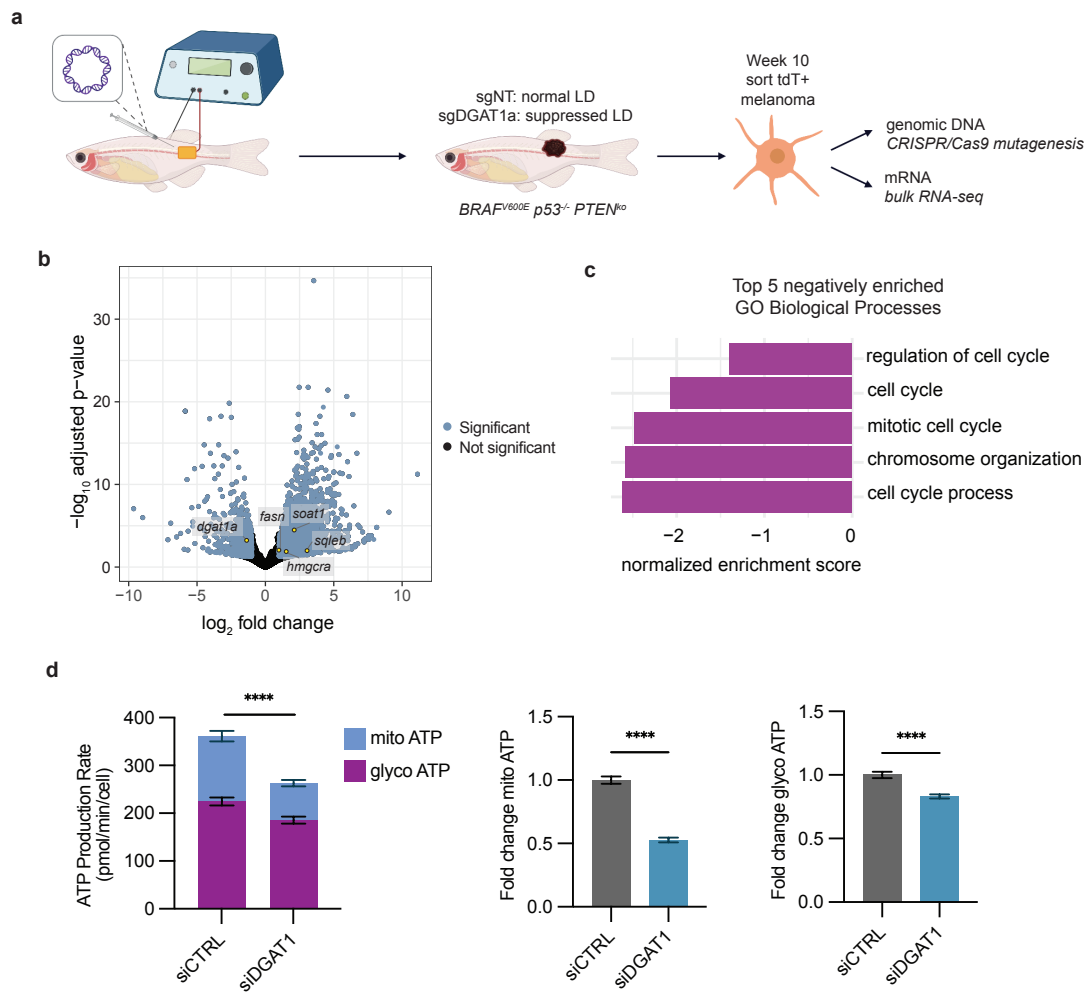 a
sgNT: normal LD
sgDGAT1a: suppressed LD
BRAFV600E p53-/- PTENko
Week 10
sort tdT+
melanoma
genomic DNA
CRISPR/Cas9 mutagenesis
mRNA
bulk RNA-seq
b
−log10 adjusted p−value
30
20
10
0
dgat1a
fasn
soat1
sqleb
hmgcra
−10
−5
0
5
10
log2 fold change
Significant
Not significant
c
Top 5 negatively enriched
GO Biological Processes
regulation of cell cycle
cell cycle
mitotic cell cycle
chromosome organization
cell cycle process
−2
−1
0
normalized enrichment score
d
ATP Production Rate
(pmol/min/cell)
400
300
200
100
0
****
siCTRL
siDGAT1
mito ATP
glyco ATP
Fold change mito ATP
1.5
1.0
0.5
0.0
****
siCTRL
siDGAT1
Fold change glyco ATP
1.5
1.0
0.5
0.0
****
siCTRL
siDGAT1